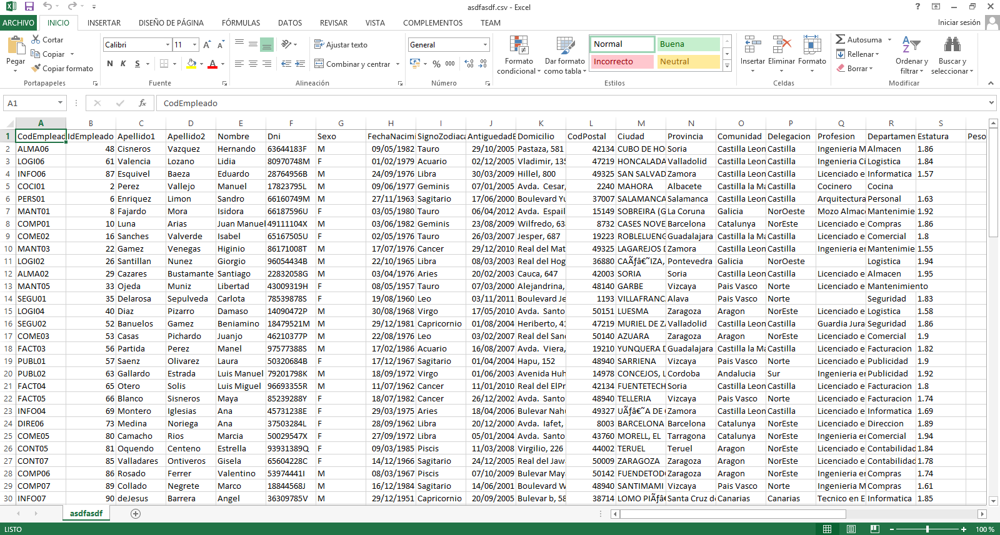 asdfasdf.csv - Excel
ARCHIVO INICIO INSERTAR DISEÑO DE PÁGINA FÓRMULAS DATOS REVISAR VISTA COMPLEMENTOS TEAM Iniciar sesión
Pegar
Cortar
Copiar
Copiar formato
Portapapeles
Calibri 11
N K S
Fuente
Ajustar texto
Combinar y centrar
Alineación
General
% 000
Número
Formato condicional
Dar formato como tabla
Normal Buena
Incorrecto Neutral
Estilos
Insertar Eliminar Formato
Celdas
Autosuma
Rellenar
Borrar
Ordenar y filtrar
Buscar y seleccionar
Modificar
A1 fx CodEmpleado
A B C D E F G H I J K L M N O P Q R S
1 CodEmplead IdEmpleado Apellido1 Apellido2 Nombre Dni Sexo FechaNacimi SignoZodiaca AntiguedadE Domicilio CodPostal Ciudad Provincia Comunidad Delegacion Profesion Departamen Estatura Peso
2 ALMA06 48 Cisneros Vazquez Hernando 63644183F M 09/05/1982 Tauro 29/10/2005 Pastaza, 581 42134 CUBO DE HO Soria Castilla Leon Castilla Ingenieria M Almacen 1.86
3 LOGI06 61 Valencia Lozano Lidia 80970748M F 01/02/1979 Acuario 02/12/2005 Vladimir, 135 47219 HONCALADA Valladolid Castilla Leon Castilla Ingenieria Ci Logistica 1.84
4 INFO06 87 Esquivel Baeza Eduardo 28764956B M 24/09/1976 Libra 30/03/2009 Hillel, 800 49325 SAN SALVAD Zamora Castilla Leon Castilla Licenciado e Informatica 1.57
5 COCI01 2 Perez Vallejo Manuel 17823795L M 09/06/1977 Geminis 07/01/2005 Avda. Cesar, 2240 MAHORA Albacete Castilla la Ma Castilla Cocinero Cocina
6 PERS01 6 Enriquez Limon Sandro 66160749M M 27/11/1963 Sagitario 17/06/2000 Boulevard Yu 37007 SALAMANCA Salamanca Castilla Leon Castilla Arquitectura Personal 1.63
7 MANT01 8 Fajardo Mora Isidora 66187596U F 03/05/1980 Tauro 06/04/2012 Avda. Espail 15149 SOBREIRA (G La Coruna Galicia NorOeste Mozo Almac Mantenimie 1.92
8 COMP01 10 Luna Arias Juan Manuel 49111104X M 03/06/1982 Geminis 23/08/2009 Wilfredo, 63 8732 CASES NOVE Barcelona Catalunya NorEste Licenciado e Compras 1.86
9 COME02 16 Sanches Valverde Isabel 65167505U F 02/05/1976 Tauro 26/03/2007 Jesper, 687 19223 ROBLELUENG Guadalajara Castilla la Ma Castilla Licenciado e Comercial 1.8
10 MANT03 22 Gamez Venegas Higinio 86171008T M 17/07/1976 Cancer 29/12/2010 Real del Mat 49325 LAGAREJOS D Zamora Castilla Leon Castilla Ingenieria en Mantenimie 1.55
11 LOGI02 26 Santillan Nunez Giorgio 96054434B M 22/10/1965 Libra 08/03/2003 Real del Hog 36880 CAÃƒâ€˜IZA, Pontevedra Galicia NorOeste Logistica 1.94
12 ALMA02 29 Cazares Bustamante Santiago 22832058G M 03/04/1976 Aries 20/02/2003 Cauca, 647 42003 SORIA Soria Castilla Leon Castilla Licenciado e Almacen 1.95
13 MANT05 33 Ojeda Muniz Libertad 43009319H F 08/05/1957 Tauro 07/03/2000 Alejandrina, 48140 GARBE Vizcaya Pais Vasco Norte Licenciado e Mantenimiento
14 SEGU01 35 Delarosa Sepulveda Carlota 78539878S F 19/08/1960 Leo 03/11/2011 Boulevard Je 1193 VILLAFRANC Alava Pais Vasco Norte Seguridad 1.83
15 LOGI04 40 Diaz Pizarro Damaso 14090472P M 30/08/1968 Virgo 17/05/2010 Avda. Santo 50151 LUESMA Zaragoza Aragon NorEste Licenciado e Logistica 1.58
16 SEGU02 52 Banuelos Gamez Beniamino 18479521M M 29/12/1981 Capricornio 01/08/2004 Heriberto, 41 47219 MURIEL DE Z Valladolid Castilla Leon Castilla Guardia Jura Seguridad 1.86
17 COME03 53 Casas Pichardo Juanjo 46210377P M 22/08/1976 Leo 03/02/2007 Real del Sand 50140 AZUARA Zaragoza Aragon NorEste Licenciado e Comercial 1.9
18 FACT03 56 Partida Perez Manel 97577388S M 17/02/1986 Acuario 16/08/2007 Avda. Viera, 19210 YUNQUERA D Guadalajara Castilla la Ma Castilla Licenciado e Facturacion 1.82
19 PUBL01 57 Saenz Olivarez Laura 50320684B F 17/12/1967 Sagitario 01/04/2004 Hapu, 152 48940 SARRIENA Vizcaya Pais Vasco Norte Licenciado e Publicidad 1.9
20 PUBL02 63 Gallardo Estrada Luis Manuel 79201798K M 18/09/1972 Virgo 01/06/2003 Avenida Huh 14978 CONCEJOS, L Cordoba Andalucia Sur Ingenieria en Publicidad 1.92
21 FACT04 65 Otero Solis Luis Miguel 96693355R M 11/07/1962 Cancer 11/01/2010 Real del ElPr 42134 FUENTETECH Soria Castilla Leon Castilla Licenciado e Facturacion 1.8
22 FACT05 66 Blanco Sisneros Maya 85239288Y F 18/07/1982 Cancer 26/12/2002 Avda. Santo 48940 TELLERIA Vizcaya Pais Vasco Norte Licenciado e Facturacion 1.74
23 INFO04 69 Montero Iglesias Ana 45731238E F 29/03/1975 Aries 18/04/2006 Bulevar Nahu 49327 UÃƒâ€˜A DE Zamora Castilla Leon Castilla Licenciado e Informatica 1.69
24 DIRE06 73 Medina Noriega Ana 37503284L F 28/09/1962 Libra 20/12/2000 Avda. Iafet, 8003 BARCELONA Barcelona Catalunya NorEste Licenciado e Direccion 1.89
25 COME05 80 Camacho Rios Marcia 50029547X F 27/09/1972 Libra 05/01/2004 Avda. Santo 43760 MORELL, EL Tarragona Catalunya NorEste Ingenieria en Comercial 1.94
26 CONT05 81 Oquendo Centeno Estrella 93931389Q F 09/03/1985 Piscis 11/03/2008 Virgilio, 226 44002 TERUEL Teruel Aragon NorEste Licenciado e Contabilidad 1.84
27 CONT07 85 Valladares Ontiveros Gisela 65604228C F 14/12/1966 Sagitario 24/12/2005 Real del Jaw 50009 ZARAGOZA Zaragoza Aragon NorEste Licenciado e Contabilidad 1.78
28 COMP06 86 Rosado Ferrer Valentino 53974441I M 08/03/1967 Piscis 07/10/2009 Bulevar May 50142 FUENDETODO Zaragoza Aragon NorEste Ingenieria en Compras 1.74
29 COMP07 89 Collado Negrete Marco 18844568J M 16/12/1984 Sagitario 14/06/2001 Boulevard W 48940 SANTIMAMI Vizcaya Pais Vasco Norte Ingenieria M Compras 1.61
30 INFO07 90 deJesus Barrera Angel 36309785V M 29/12/1951 Capricornio 20/09/2005 Bulevar b, 58 38714 LOMO PIÃƒâ€ Santa Cruz d Canarias Canarias Tecnico en E Informatica 1.85
asdfasdf
LISTO 100 %